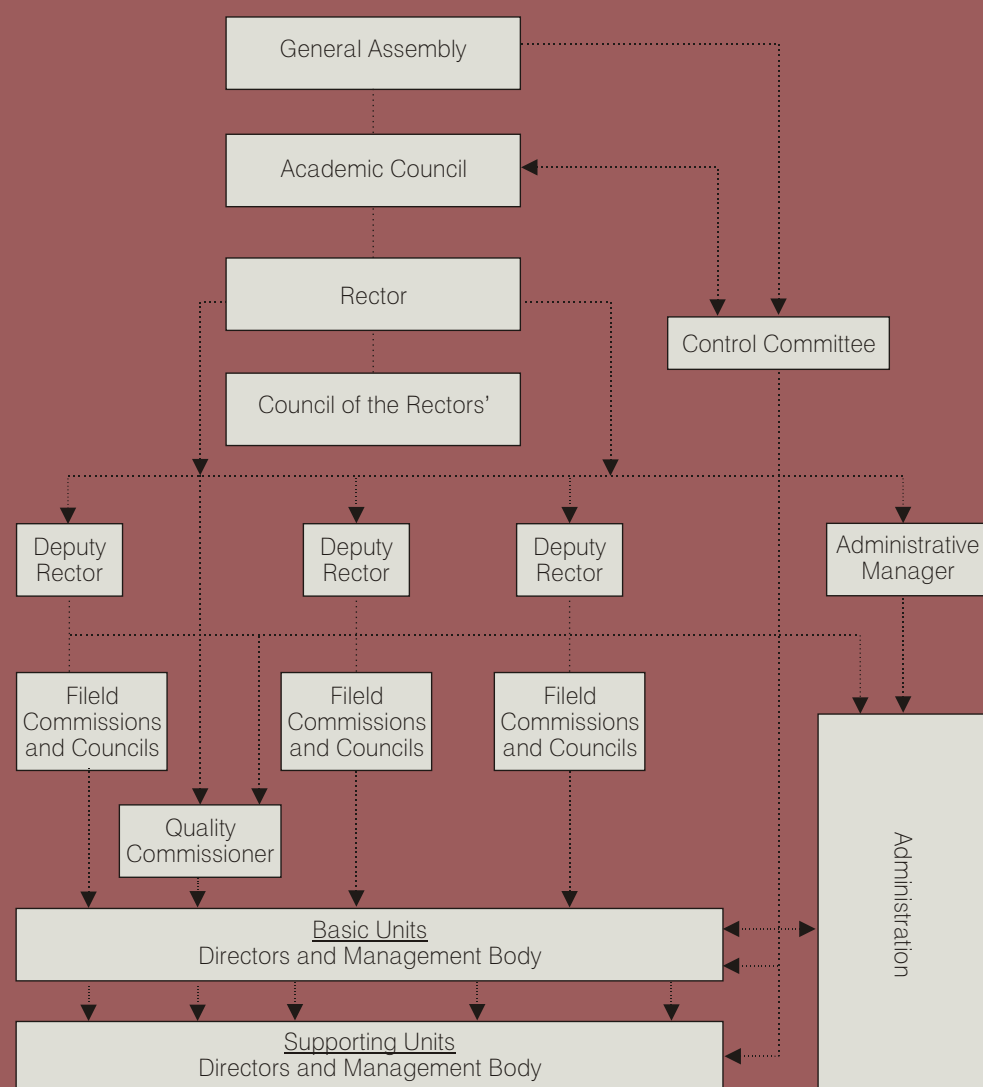 General Assembly
Academic Council
Rector
Control Committee
Council of the Rectors'
Deputy
Rector
Deputy
Rector
Deputy
Rector
Administrative
Manager
Fileld
Commissions
and Councils
Fileld
Commissions
and Councils
Fileld
Commissions
and Councils
Quality
Commissioner
Administration
Basic Units
Directors and Management Body
Supporting Units
Directors and Management Body